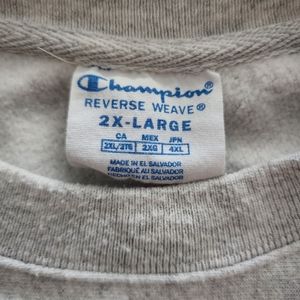 Champion
REVERSE WEAVE®
2X-LARGE
CA MEX JPN
2XL/2TG 2XG 4XL
MADE IN EL SALVADOR
FABRIQUÉ AU SALVADOR
HECHO EN EL SALVADOR